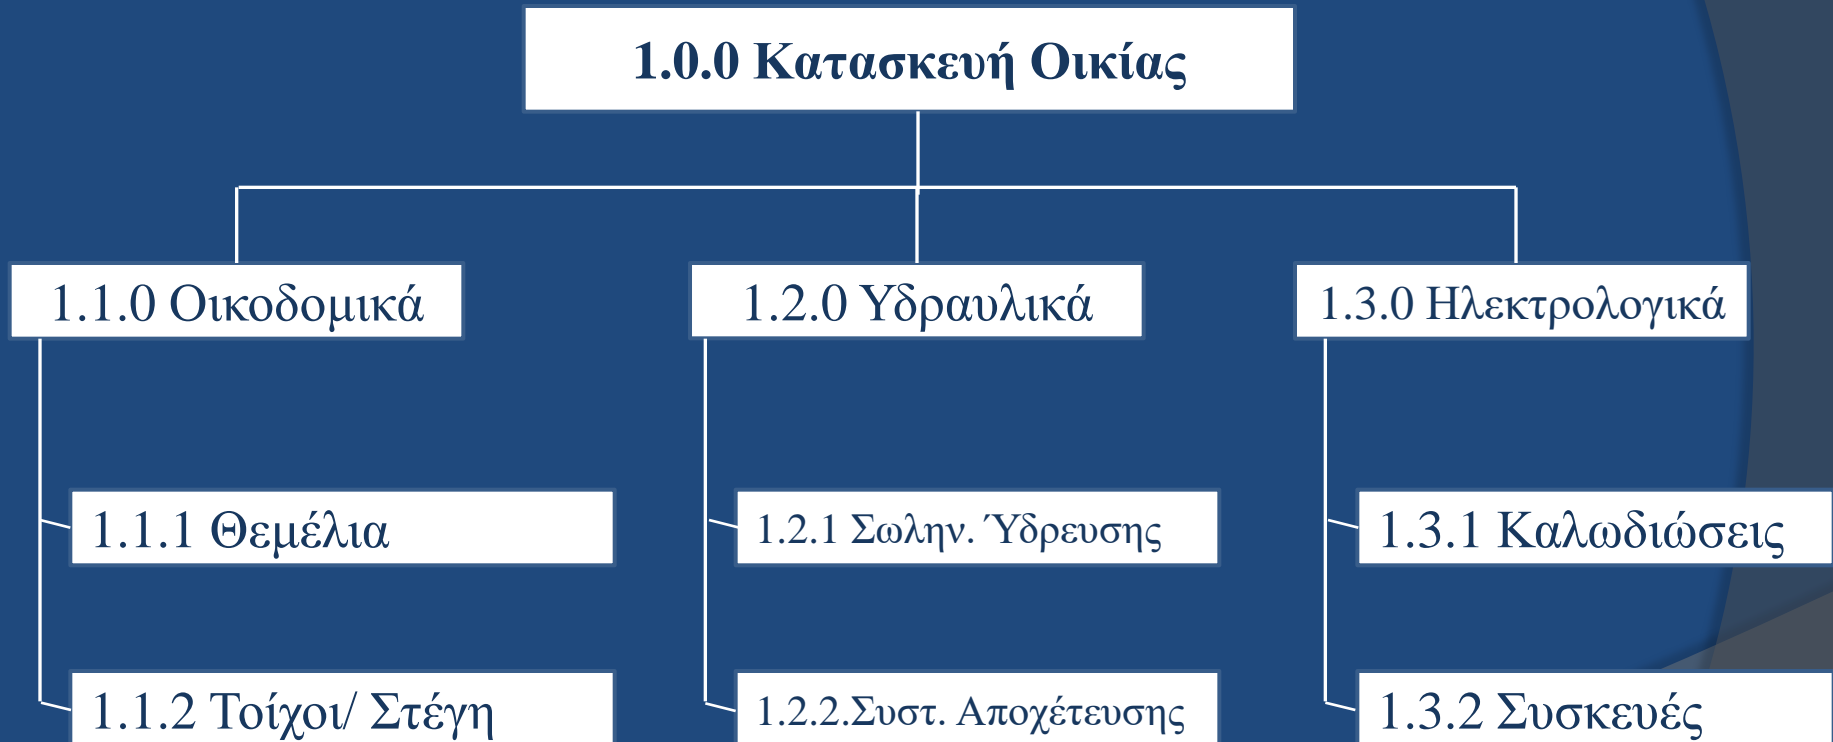 1.0.0 Κατασκευή Οικίας
1.1.0 Οικοδομικά
1.2.0 Υδραυλικά
1.3.0 Ηλεκτρολογικά
1.1.1 Θεμέλια
1.2.1 Σωλην. Ύδρευσης
1.3.1 Καλωδιώσεις
1.1.2 Τοίχοι/ Στέγη
1.2.2.Συστ. Αποχέτευσης
1.3.2 Συσκευές